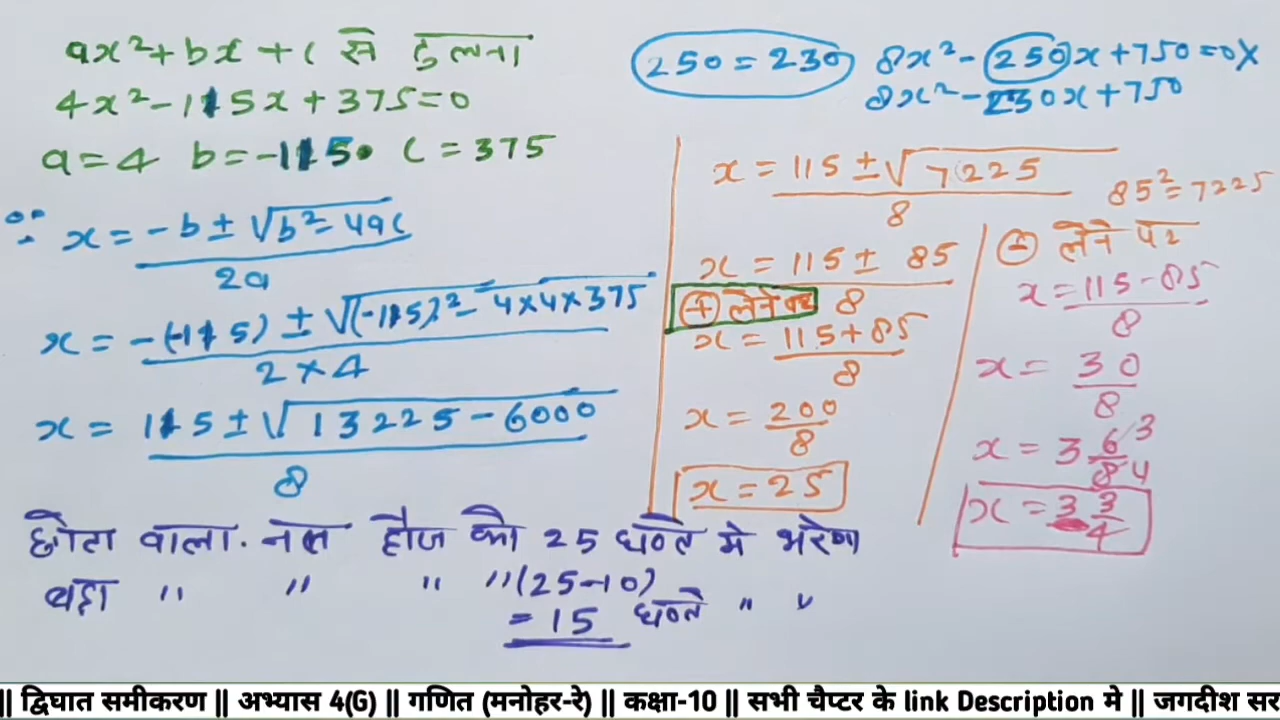 ax²+bx+c से तुलना
4x²-115x+375=0
a=4 b=-115 c=375
∵ x = -b ± √b²-4ac
2a
x = -(-115) ± √(-115)²-4×4×375
2×4
x = 115 ± √13225-6000
8
250=230 8x²-250x+750=0×
8x²-230x+750
x = 115 ± √7225
8
85²=7225
x = 115 ± 85
8
(+) लेने पर
x = 115+85
8
x = 200
8
x = 25
(-) लेने पर
x = 115-85
8
x = 30
8
x = 3 6/8 3/4
x = 3 3/4
छोटा वाला नल हौज को 25 घण्टे मे भरेगा
बड़ा " " " " (25-10)
= 15 घण्टे " "
|| द्विघात समीकरण || अभ्यास 4(G) || गणित (मनोहर-रे) || कक्षा-10 || सभी चैप्टर के link Description मे || जगदीश सर